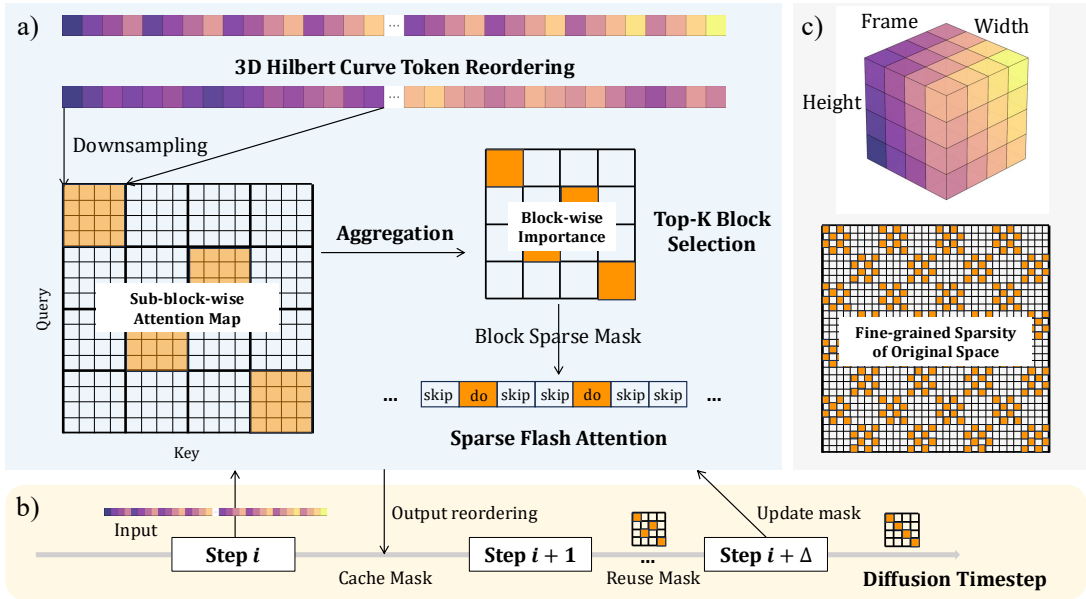 a)
...
3D Hilbert Curve Token Reordering
...
Downsampling
Query
Sub-block-wise
Attention Map
Key
Aggregation
Block-wise
Importance
Top-K Block
Selection
Block Sparse Mask
... skip do skip skip do skip skip ...
Sparse Flash Attention
c)
Frame
Width
Height
Fine-grained Sparsity
of Original Space
b)
Input
Step i
Output reordering
Cache Mask
Step i + 1
...
Reuse Mask
Update mask
Step i + Δ
Diffusion Timestep